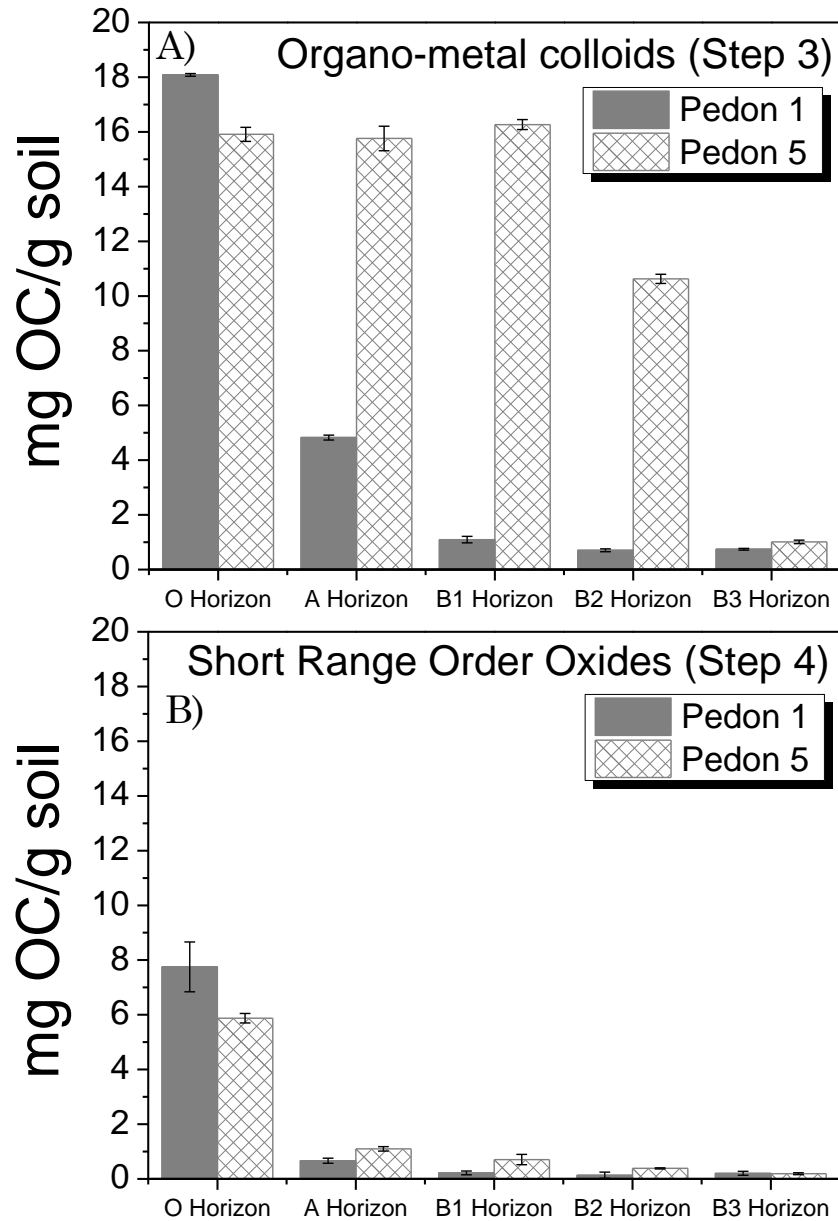 A)
Organo-metal colloids (Step 3)
Pedon 1
Pedon 5
mg OC/g soil
20
18
16
14
12
10
8
6
4
2
0
O Horizon A Horizon B1 Horizon B2 Horizon B3 Horizon
Short Range Order Oxides (Step 4)
B)
Pedon 1
Pedon 5
mg OC/g soil
20
18
16
14
12
10
8
6
4
2
0
O Horizon A Horizon B1 Horizon B2 Horizon B3 Horizon